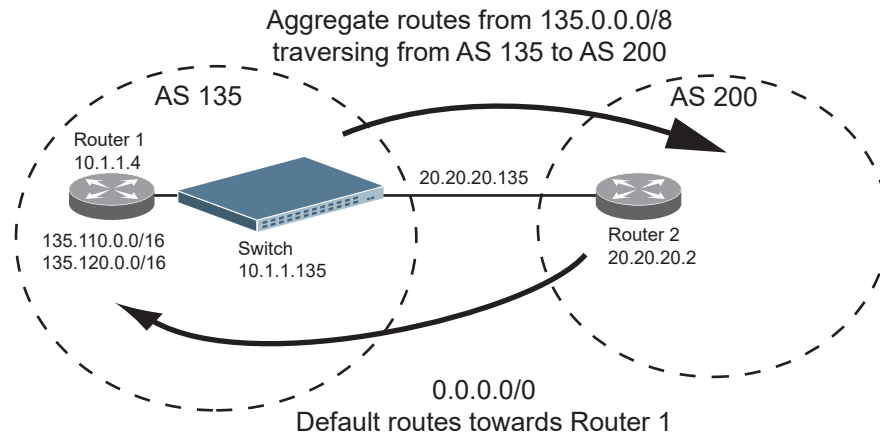 Aggregate routes from 135.0.0.0/8
traversing from AS 135 to AS 200
AS 135
AS 200
Router 1
10.1.1.4
20.20.20.135
135.110.0.0/16
135.120.0.0/16
Switch
10.1.1.135
Router 2
20.20.20.2
0.0.0.0/0
Default routes towards Router 1